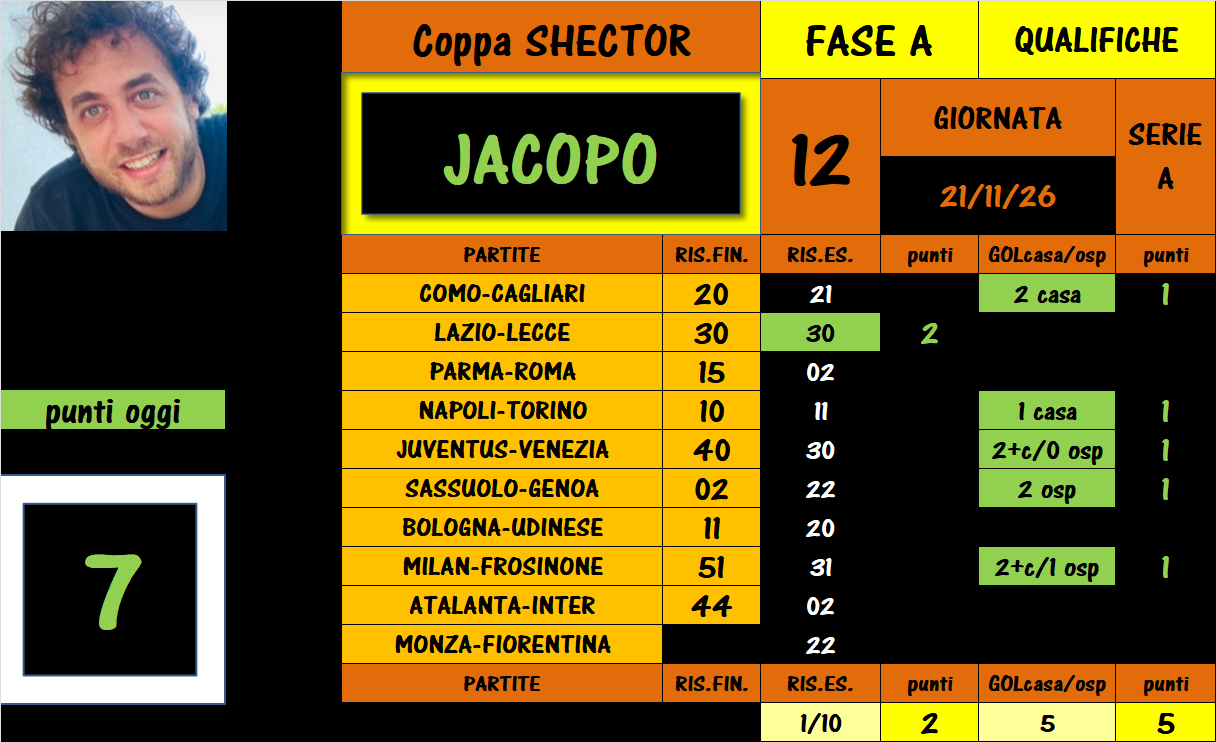 Coppa SHECTOR
FASE A
QUALIFICHE
JACOPO
12
GIORNATA
21/11/26
SERIE
A
PARTITE RIS.FIN. RIS.ES. punti GOLcasa/osp punti
COMO-CAGLIARI 20 21 2 casa 1
LAZIO-LECCE 30 30 2
PARMA-ROMA 15 02
punti oggi
NAPOLI-TORINO 10 11 1 casa 1
JUVENTUS-VENEZIA 40 30 2+c/0 osp 1
SASSUOLO-GENOA 02 22 2 osp 1
BOLOGNA-UDINESE 11 20
7
MILAN-FROSINONE 51 31 2+c/1 osp 1
ATALANTA-INTER 44 02
MONZA-FIORENTINA 22
PARTITE RIS.FIN. RIS.ES. punti GOLcasa/osp punti
1/10 2 5 5